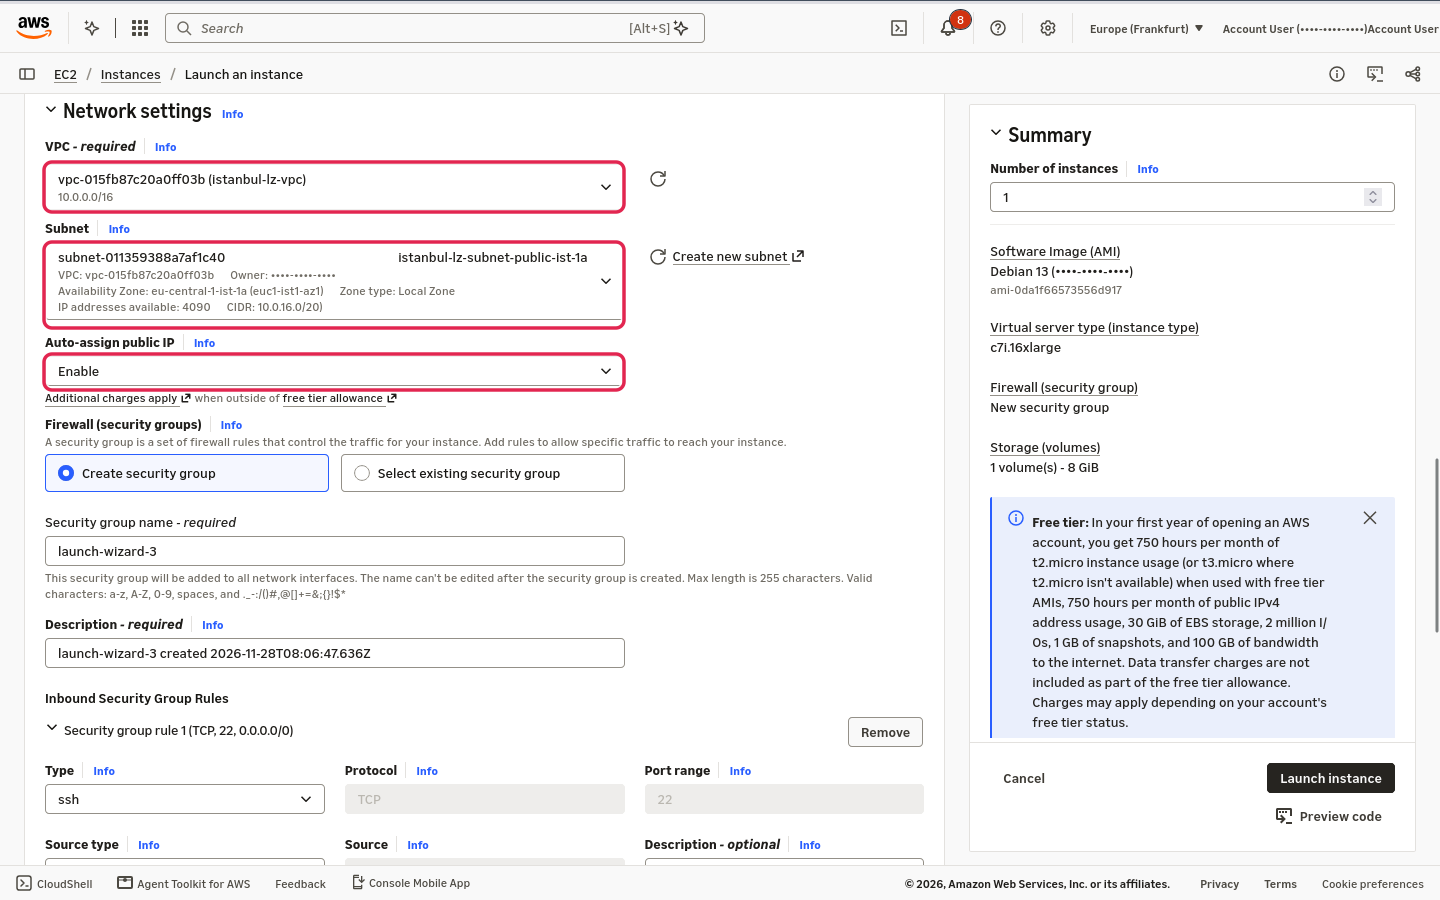 aws
Search [Alt+S]
8
Europe (Frankfurt) ▼
Account User (••••-••••-••••)Account User
EC2 / Instances / Launch an instance
Network settings Info
VPC - required Info
vpc-015fb87c20a0ff03b (istanbul-lz-vpc)
10.0.0.0/16
Subnet Info
subnet-011359388a7af1c40 istanbul-lz-subnet-public-ist-1a
VPC: vpc-015fb87c20a0ff03b Owner: ••••-••••-••••
Availability Zone: eu-central-1-ist-1a (euc1-ist1-az1) Zone type: Local Zone
IP addresses available: 4090 CIDR: 10.0.16.0/20)
Create new subnet
Auto-assign public IP Info
Enable
Additional charges apply when outside of free tier allowance
Firewall (security groups) Info
A security group is a set of firewall rules that control the traffic for your instance. Add rules to allow specific traffic to reach your instance.
Create security group
Select existing security group
Security group name - required
launch-wizard-3
This security group will be added to all network interfaces. The name can't be edited after the security group is created. Max length is 255 characters. Valid
characters: a-z, A-Z, 0-9, spaces, and ._-:/()#,@[]+=&;{}!$*
Description - required Info
launch-wizard-3 created 2026-11-28T08:06:47.636Z
Inbound Security Group Rules
Security group rule 1 (TCP, 22, 0.0.0.0/0)
Remove
Type Info
Protocol Info
Port range Info
ssh
TCP
22
Source type Info
Source Info
Description - optional Info
Summary
Number of instances Info
1
Software Image (AMI)
Debian 13 (••••-••••-••••)
ami-0da1f66573556d917
Virtual server type (instance type)
c7i.16xlarge
Firewall (security group)
New security group
Storage (volumes)
1 volume(s) - 8 GiB
Free tier: In your first year of opening an AWS
account, you get 750 hours per month of
t2.micro instance usage (or t3.micro where
t2.micro isn't available) when used with free tier
AMIs, 750 hours per month of public IPv4
address usage, 30 GiB of EBS storage, 2 million I/
Os, 1 GB of snapshots, and 100 GB of bandwidth
to the internet. Data transfer charges are not
included as part of the free tier allowance.
Charges may apply depending on your account's
free tier status.
Cancel
Launch instance
Preview code
CloudShell
Agent Toolkit for AWS
Feedback
Console Mobile App
© 2026, Amazon Web Services, Inc. or its affiliates.
Privacy
Terms
Cookie preferences